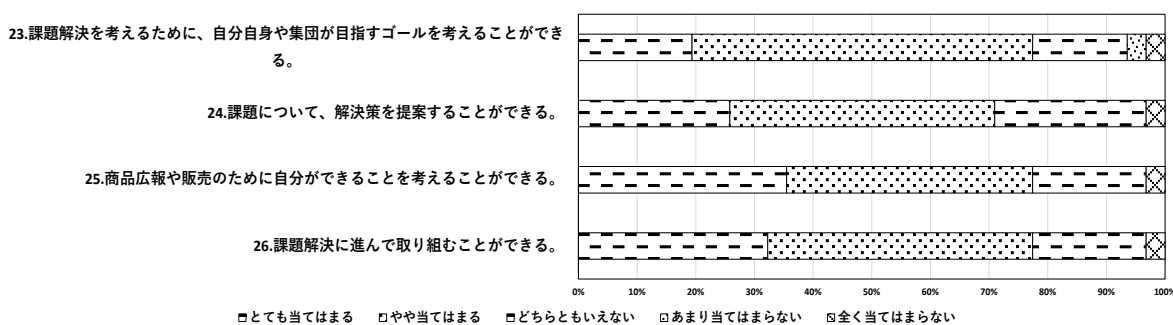 23.課題解決を考えるために、自分自身や集団が目指すゴールを考えることができ
る。
24.課題について、解決策を提案することができる。
25.商品広報や販売のために自分ができることを考えることができる。
26.課題解決に進んで取り組むことができる。
0% 10% 20% 30% 40% 50% 60% 70% 80% 90% 100%
とても当てはまる やや当てはまる どちらともいえない あまり当てはまらない 全く当てはまらない